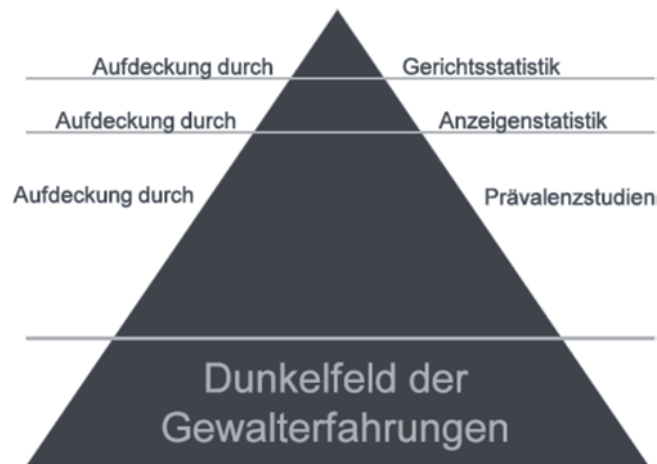 Aufdeckung durch Gerichtsstatistik
Aufdeckung durch Anzeigenstatistik
Aufdeckung durch Prävalenzstudien
Dunkelfeld der
Gewalterfahrungen